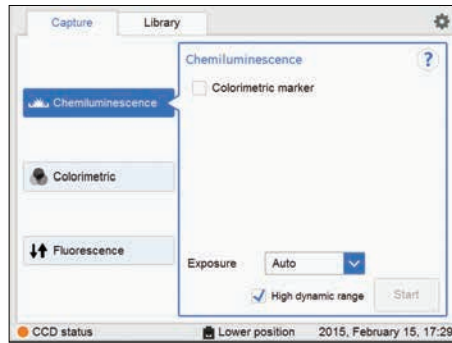 Capture
Library
Chemiluminescence
?
Colorimetric marker
Chemiluminescence
Colorimetric
Fluorescence
Exposure
Auto
High dynamic range
Start
CCD status
Lower position
2015, February 15, 17:29